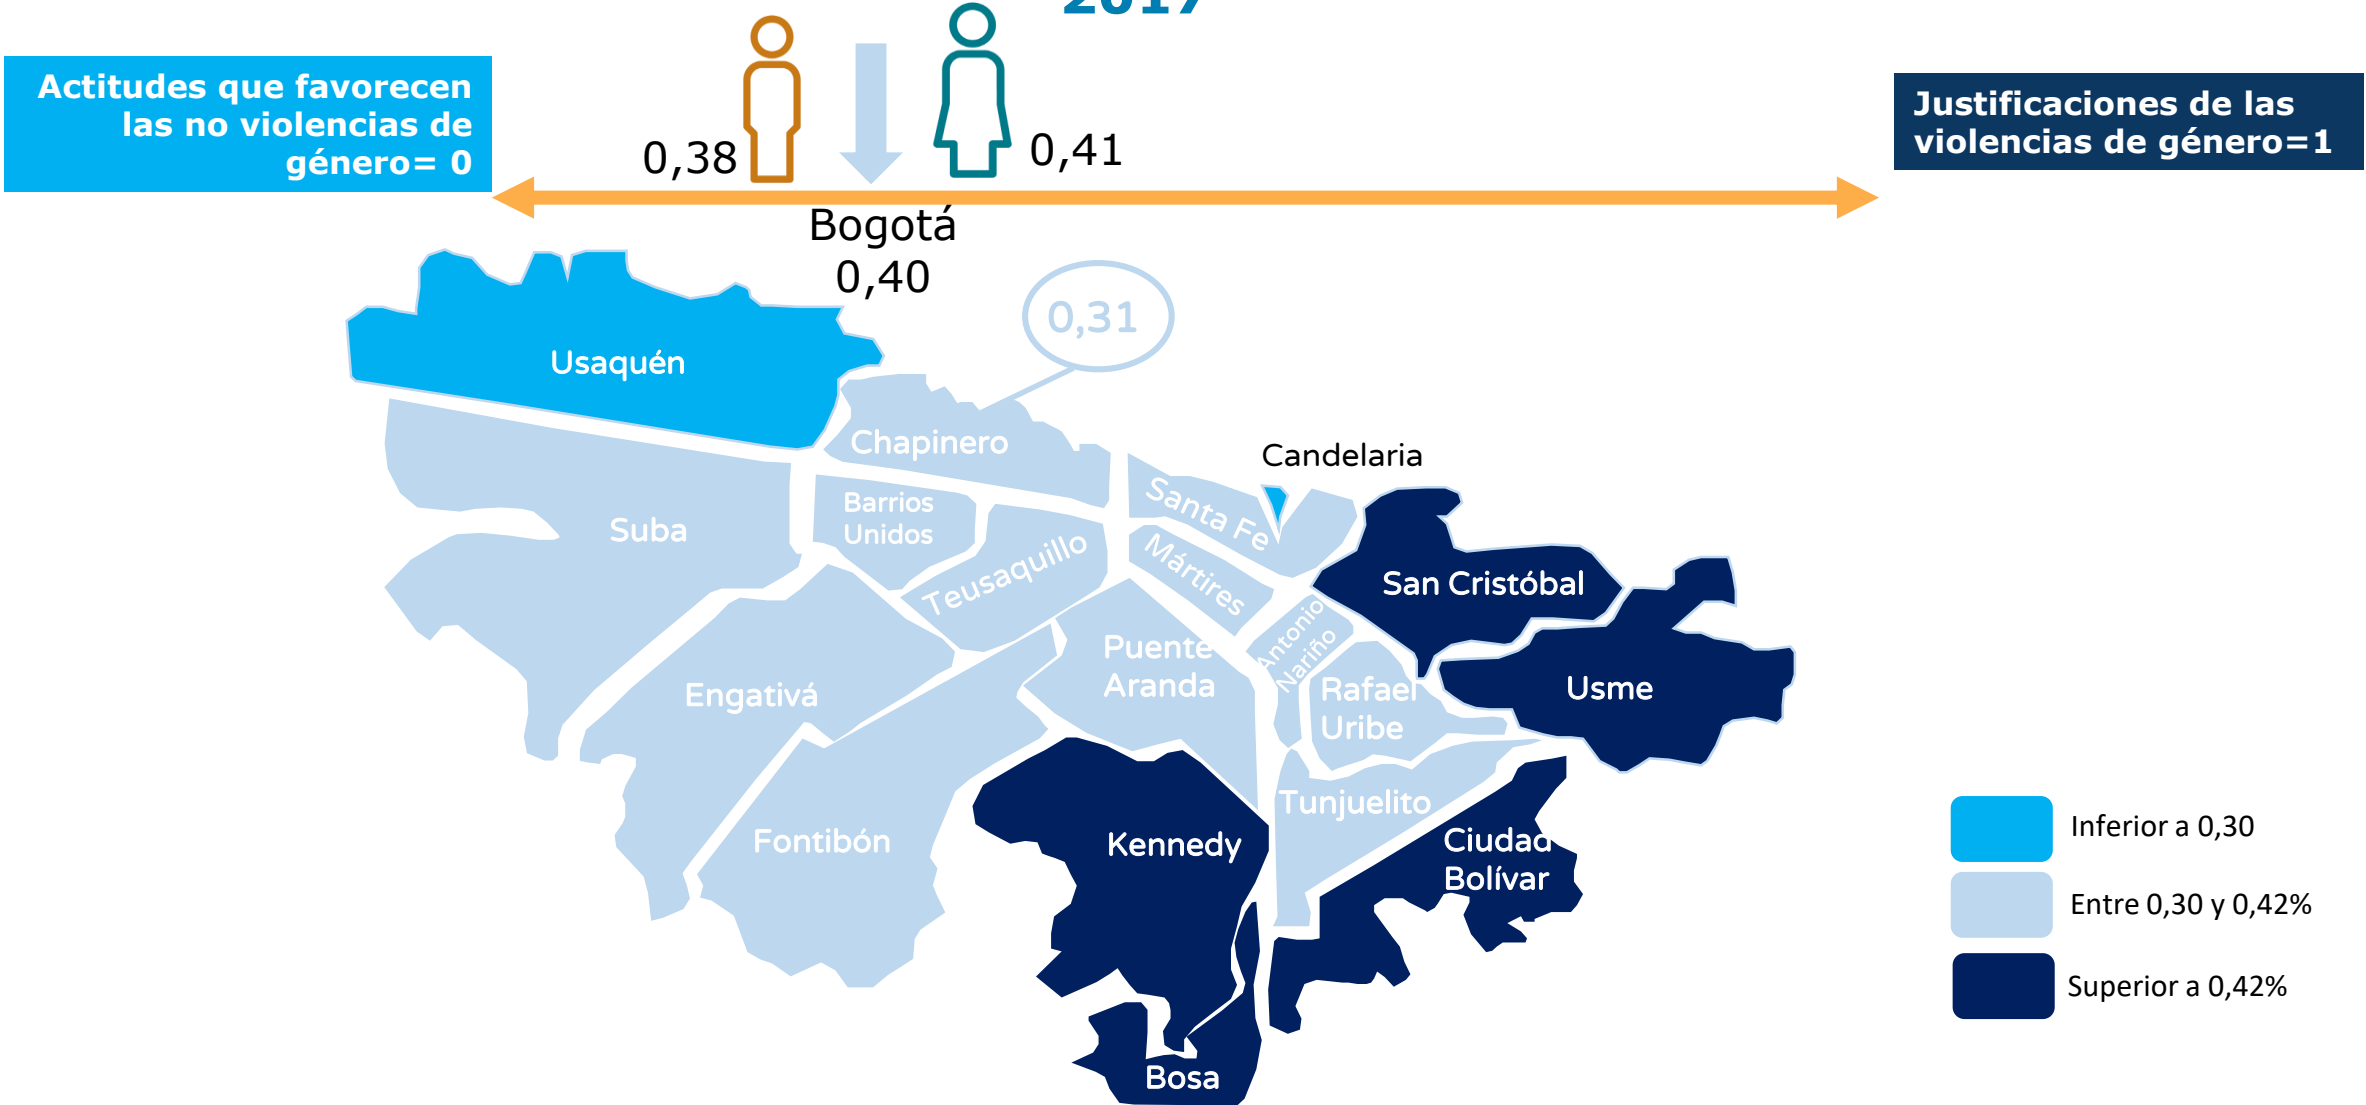 2017
Actitudes que favorecen
las no violencias de
género= 0
0,38
0,41
Justificaciones de las
violencias de género=1
Bogotá
0,40
0,31
Usaquén
Chapinero
Candelaria
Suba
Barrios
Unidos
Teusaquillo
Santa Fe
Mártires
San Cristóbal
Antonio
Nariño
Puente
Aranda
Rafael
Uribe
Usme
Engativá
Fontibón
Kennedy
Tunjuelito
Ciudad
Bolívar
Bosa
Inferior a 0,30
Entre 0,30 y 0,42%
Superior a 0,42%